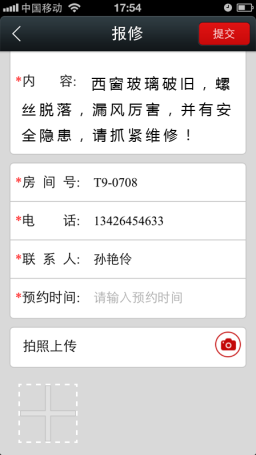 中国移动 17:54
报修 提交
*内 容: 西窗玻璃破旧，螺
丝脱落，漏风厉害，并有安
全隐患，请抓紧维修！
*房 间 号: T9-0708
*电 话: 13426454633
*联 系 人: 孙艳伶
*预约时间: 请输入预约时间
拍照上传